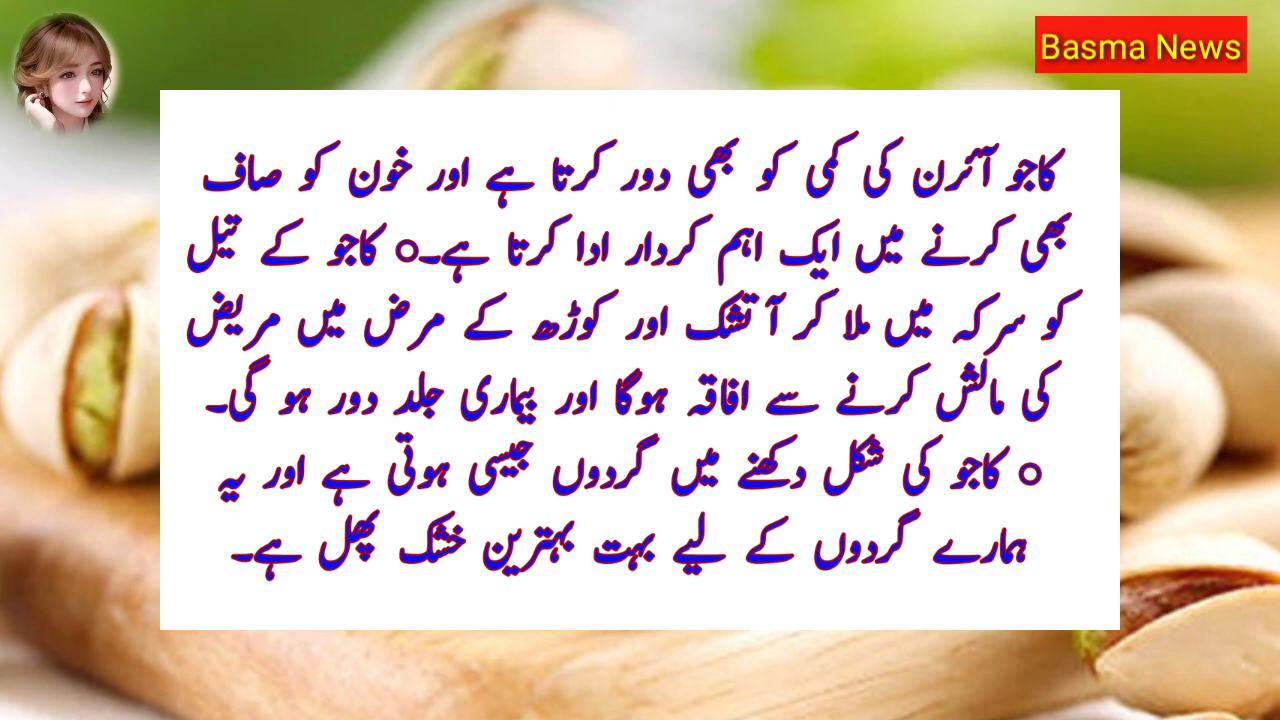 Basma News
کاجو آئرن کی کمی کو بھی دور کرتا ہے اور خون کو صاف
بھی کرنے میں ایک اہم کردار ادا کرتا ہے۔○ کاجو کے تیل
کو سرکہ میں ملا کر آتشک اور کوڑھ کے مرض میں مریض
کی مالش کرنے سے افاقہ ہوگا اور بیماری جلد دور ہو گی۔
○ کاجو کی شکل دکھنے میں گردوں جیسی ہوتی ہے اور یہ
ہمارے گردوں کے لیے بہت بہترین خشک پھل ہے۔